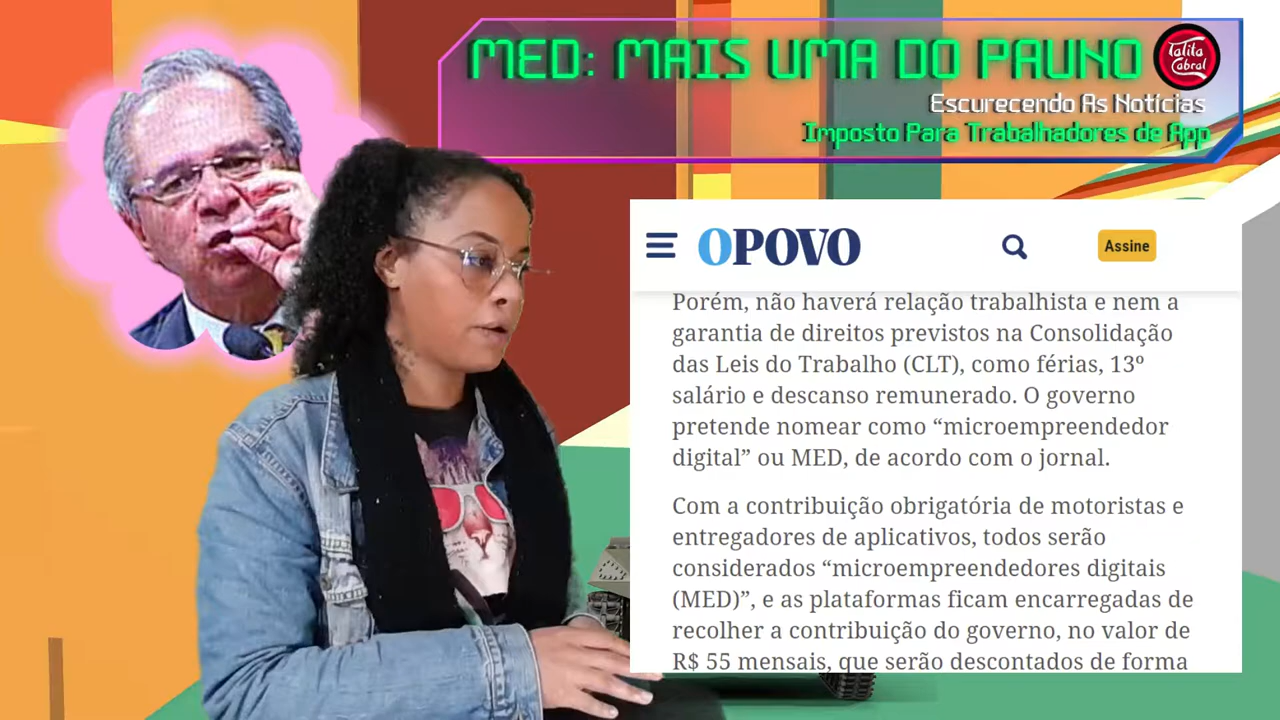 MED: MAIS UMA DO PAUNO
Talita
Cabral
Escurecendo As Notícias
Imposto Para Trabalhadores de App
OPOVO
Assine
Porém, não haverá relação trabalhista e nem a
garantia de direitos previstos na Consolidação
das Leis do Trabalho (CLT), como férias, 13º
salário e descanso remunerado. O governo
pretende nomear como “microempreendedor
digital” ou MED, de acordo com o jornal.
Com a contribuição obrigatória de motoristas e
entregadores de aplicativos, todos serão
considerados “microempreendedores digitais
(MED)”, e as plataformas ficam encarregadas de
recolher a contribuição do governo, no valor de
R$ 55 mensais, que serão descontados de forma